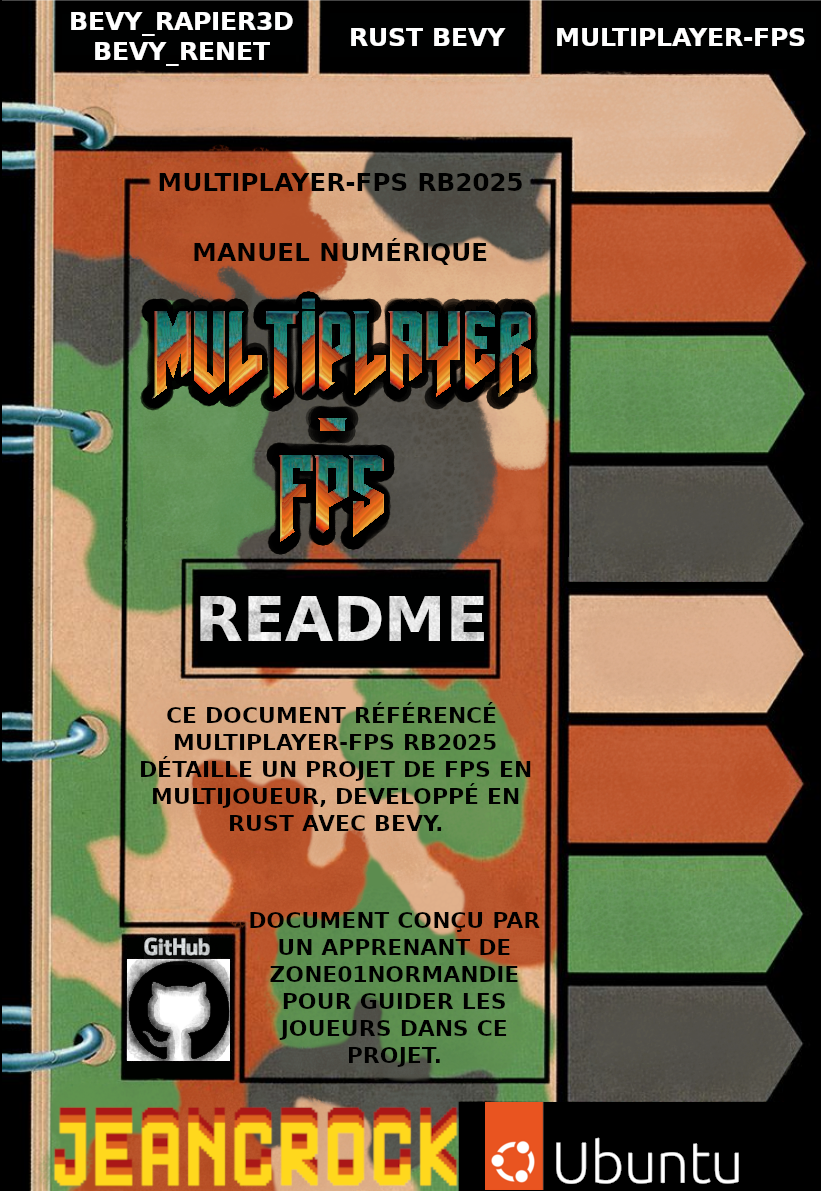 BEVY_RAPIER3D
BEVY_RENET
RUST BEVY
MULTIPLAYER-FPS
MULTIPLAYER-FPS RB2025
MANUEL NUMÉRIQUE
MULTIPLAYER
-
FPS
README
CE DOCUMENT RÉFÉRENCÉ
MULTIPLAYER-FPS RB2025
DÉTAILLE UN PROJET DE FPS EN
MULTIJOUEUR, DEVELOPPÉ EN
RUST AVEC BEVY.
DOCUMENT CONÇU PAR
UN APPRENANT DE
ZONE01NORMANDIE
POUR GUIDER LES
JOUEURS DANS CE
PROJET.
GitHub
JEANCROCK
Ubuntu